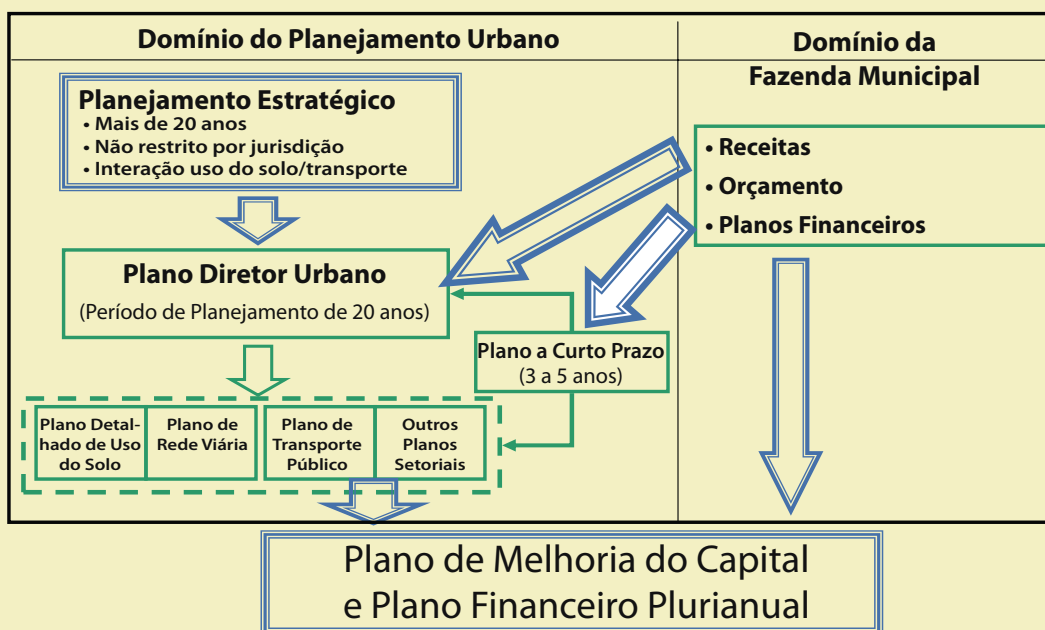 Domínio do Planejamento Urbano
Domínio da
Fazenda Municipal
Planejamento Estratégico
• Mais de 20 anos
• Não restrito por jurisdição
• Interação uso do solo/transporte
• Receitas
• Orçamento
• Planos Financeiros
Plano Diretor Urbano
(Período de Planejamento de 20 anos)
Plano a Curto Prazo
(3 a 5 anos)
Plano Detal-
hado de Uso
do Solo
Plano de
Rede Viária
Plano de
Transporte
Público
Outros
Planos
Setoriais
Plano de Melhoria do Capital
e Plano Financeiro Plurianual